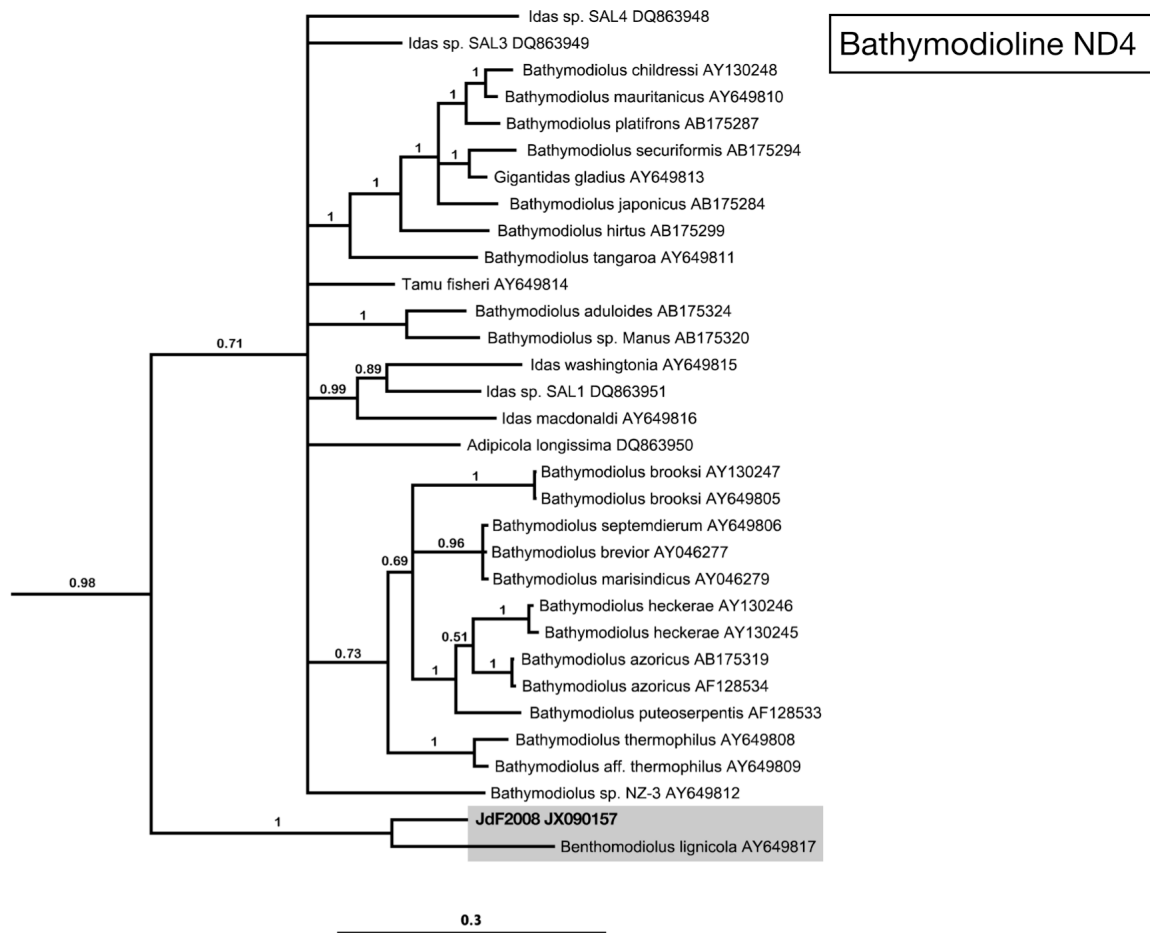 Idas sp. SAL4 DQ863948
Bathymodioline ND4
Idas sp. SAL3 DQ863949
1
Bathymodiolus childressi AY130248
1
Bathymodiolus mauritanicus AY649810
Bathymodiolus platifrons AB175287
1
1
Bathymodiolus securiformis AB175294
Gigantidas gladius AY649813
1
Bathymodiolus japonicus AB175284
1
Bathymodiolus hirtus AB175299
Bathymodiolus tangaroa AY649811
Tamu fisheri AY649814
1
Bathymodiolus aduloides AB175324
Bathymodiolus sp. Manus AB175320
0.71
0.89
Idas washingtonia AY649815
0.99
Idas sp. SAL1 DQ863951
Idas macdonaldi AY649816
Adipicola longissima DQ863950
1
Bathymodiolus brooksi AY130247
Bathymodiolus brooksi AY649805
Bathymodiolus septemdierum AY649806
0.96
Bathymodiolus brevior AY046277
0.69
Bathymodiolus marisindicus AY046279
0.98
1
Bathymodiolus heckerae AY130246
0.51
Bathymodiolus heckerae AY130245
0.73
1
1
Bathymodiolus azoricus AB175319
Bathymodiolus azoricus AF128534
Bathymodiolus puteoserpentis AF128533
1
Bathymodiolus thermophilus AY649808
Bathymodiolus aff. thermophilus AY649809
Bathymodiolus sp. NZ-3 AY649812
1
JdF2008 JX090157
Benthomodiolus lignicola AY649817
0.3